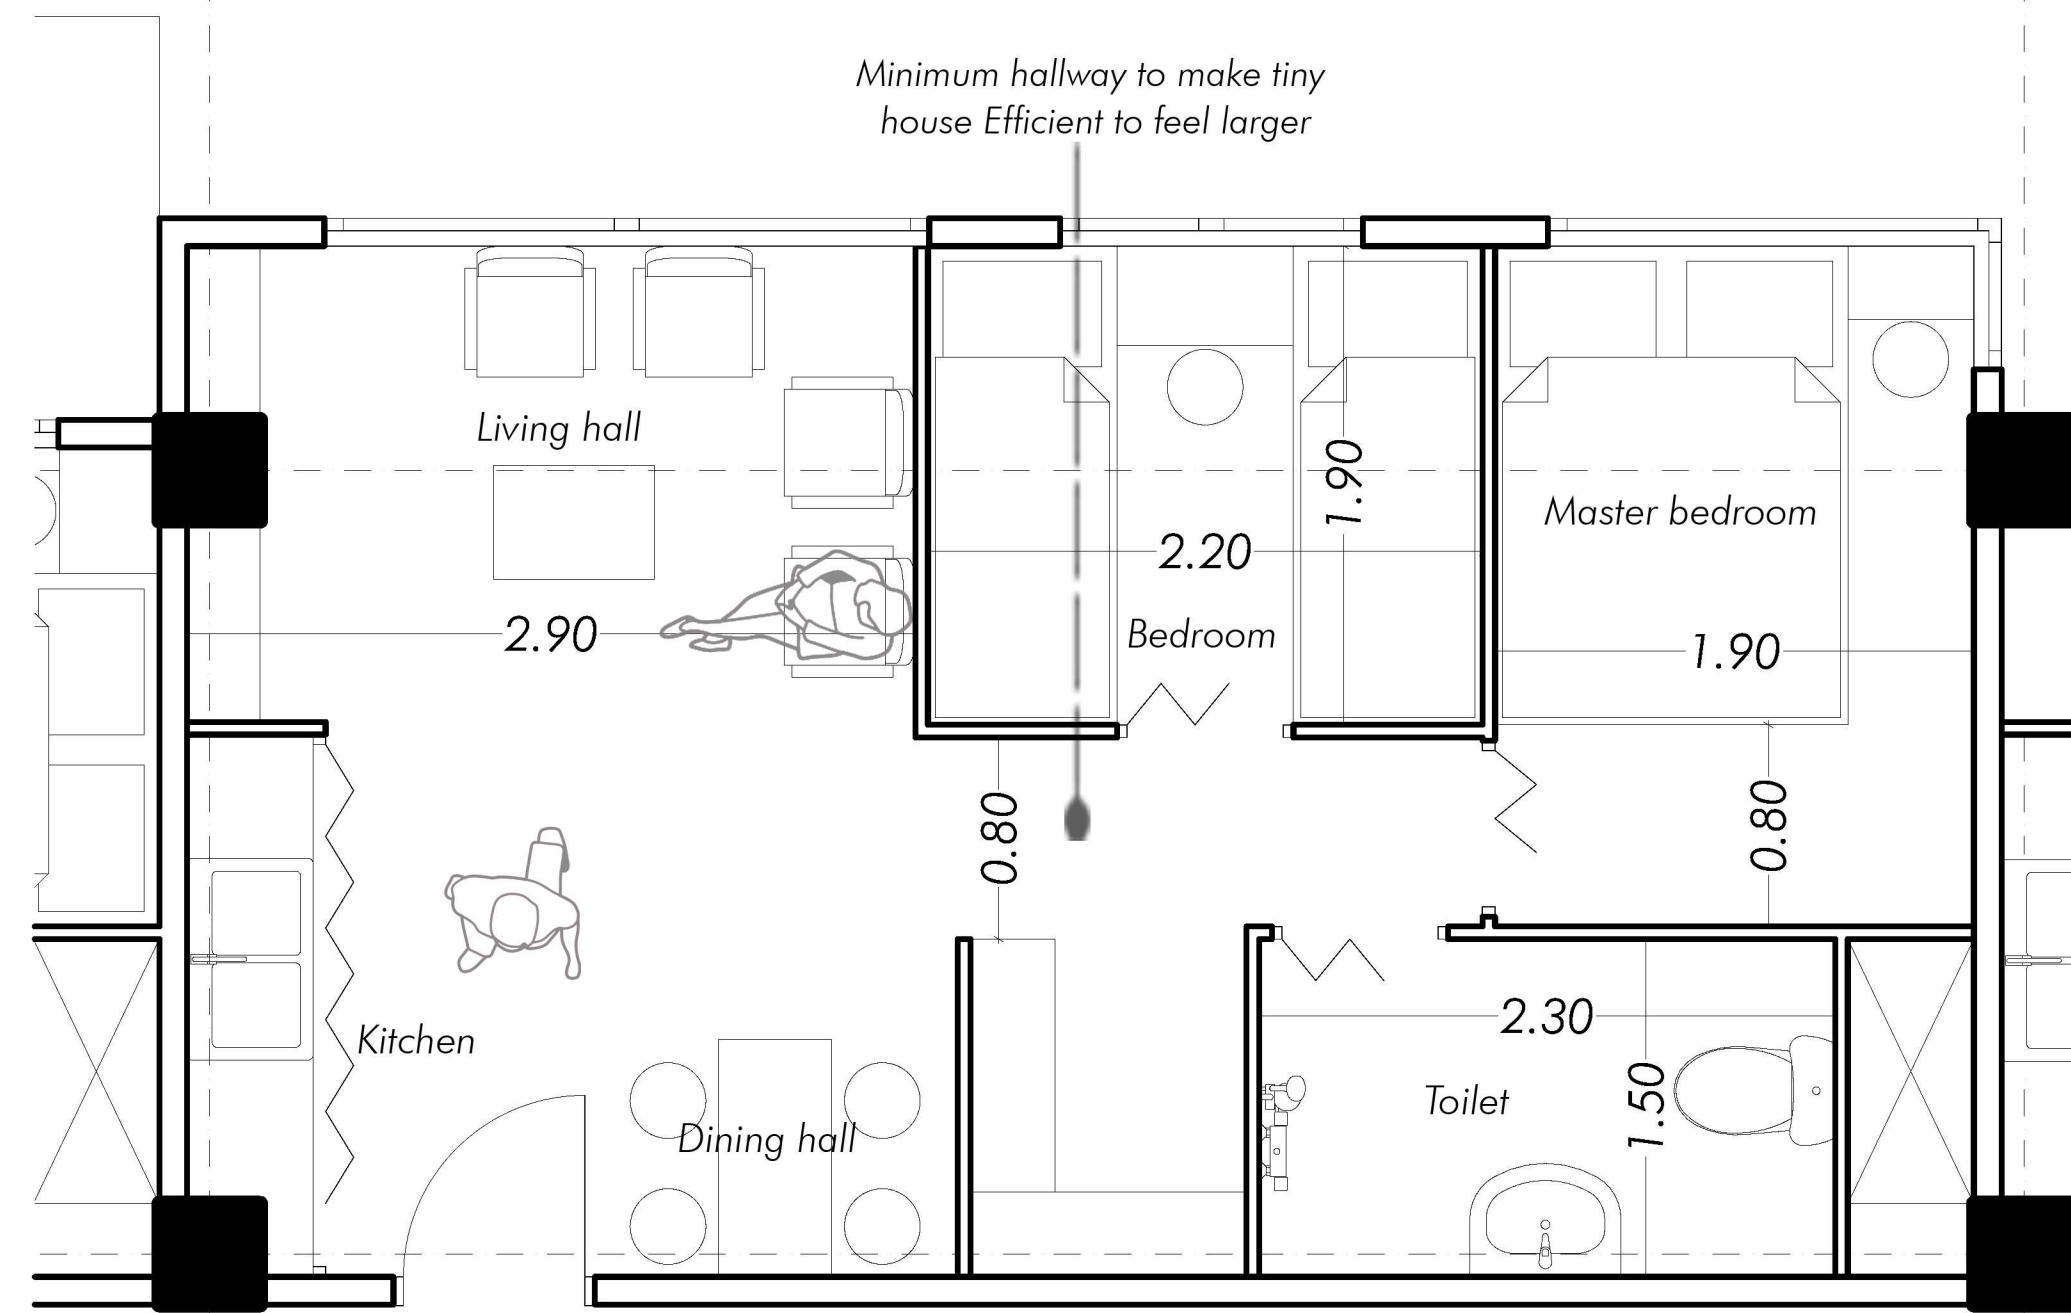 Minimum hallway to make tiny
house Efficient to feel larger
Living hall
1.90
Master bedroom
2.20
2.90
Bedroom
1.90
0.80
0.80
2.30
Kitchen
Toilet
1.50
Dining hall